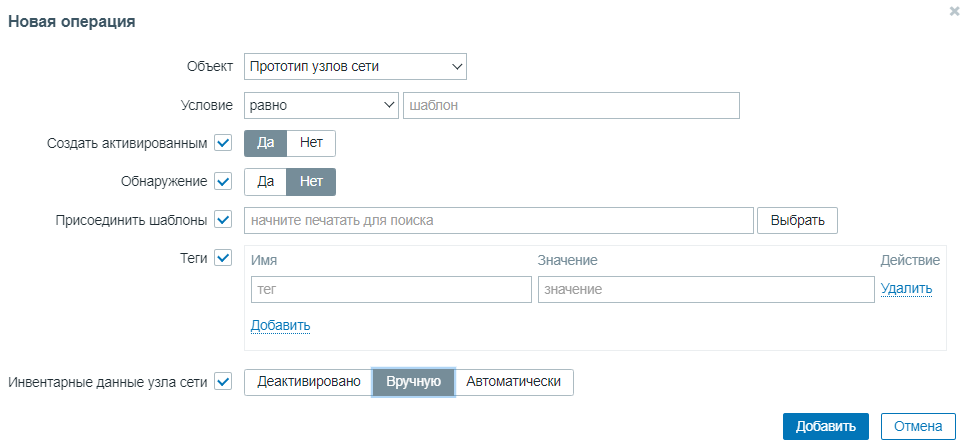 Новая операция
Объект Прототип узлов сети
Условие равно шаблон
Создать активированным Да Нет
Обнаружение Да Нет
Присоединить шаблоны начните печатать для поиска Выбрать
Теги Имя Значение Действие
тег значение Удалить
Добавить
Инвентарные данные узла сети Деактивировано Вручную Автоматически
Добавить Отмена